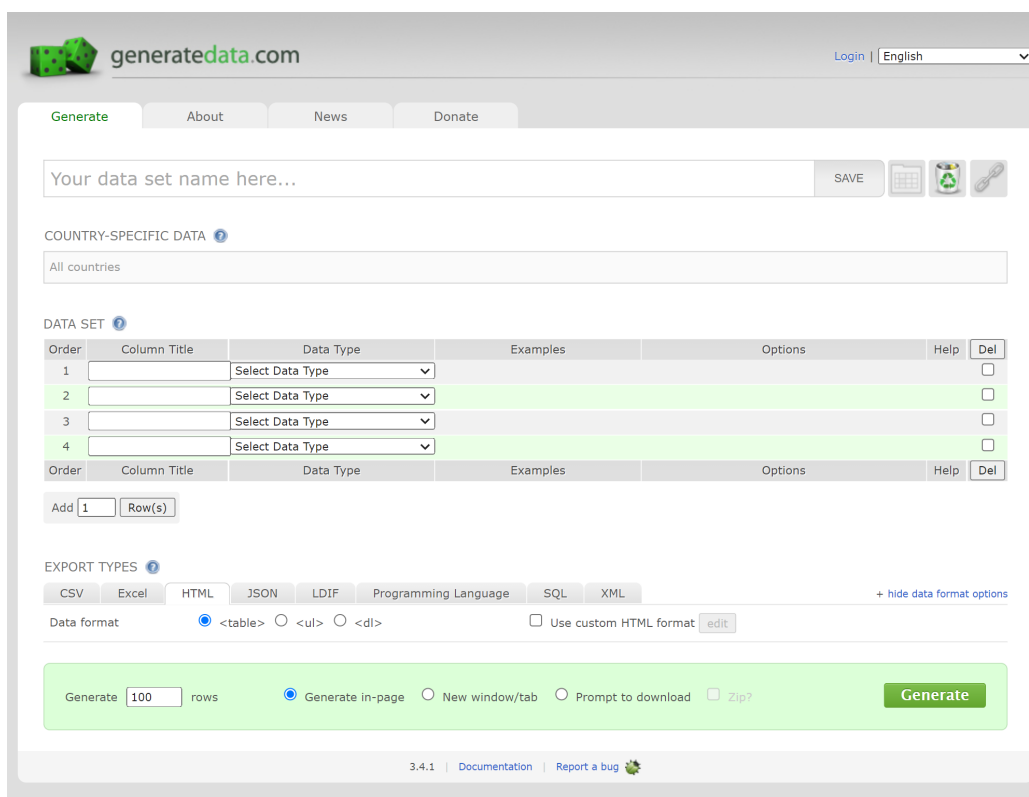 generatedata.com
Login | English
Generate About News Donate
Your data set name here... SAVE
COUNTRY-SPECIFIC DATA ?
All countries
DATA SET ?
Order Column Title Data Type Examples Options Help Del
1 Select Data Type
2 Select Data Type
3 Select Data Type
4 Select Data Type
Order Column Title Data Type Examples Options Help Del
Add 1 Row(s)
EXPORT TYPES ?
CSV Excel HTML JSON LDIF Programming Language SQL XML + hide data format options
Data format <table> <ul> <dl> Use custom HTML format edit
Generate 100 rows Generate in-page New window/tab Prompt to download Zip? Generate
3.4.1 | Documentation | Report a bug